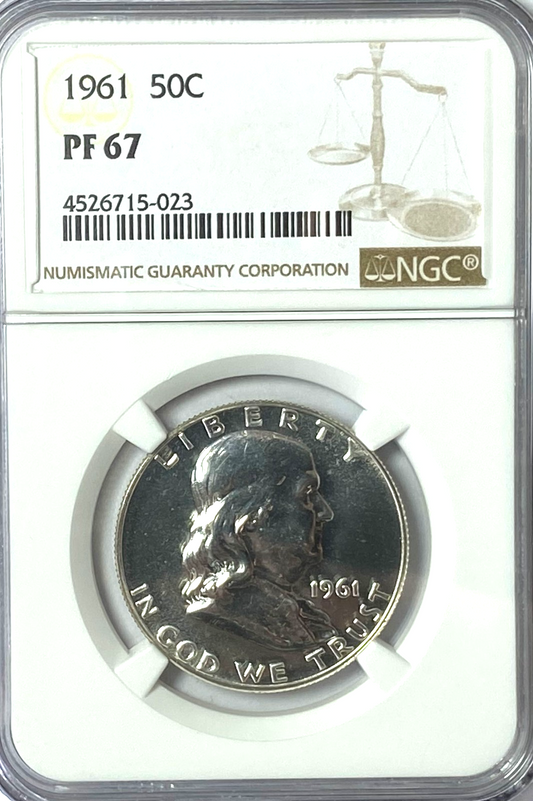 1961 50C
PF 67
4526715-023
NUMISMATIC GUARANTY CORPORATION NGC®
LIBERTY
1961
IN GOD WE TRUST